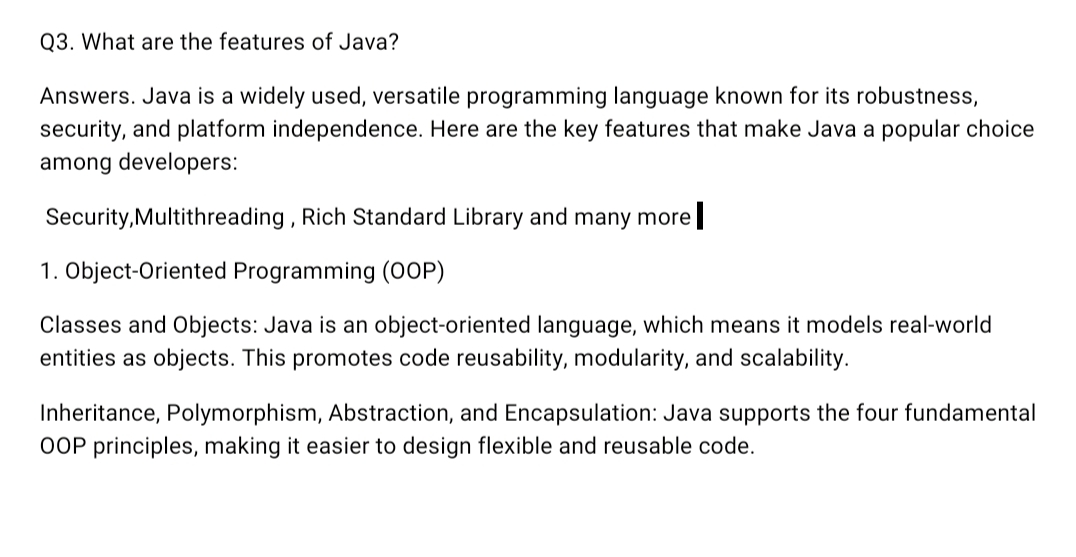 Q3. What are the features of Java?
Answers. Java is a widely used, versatile programming language known for its robustness,
security, and platform independence. Here are the key features that make Java a popular choice
among developers:
Security,Multithreading , Rich Standard Library and many more
1. Object-Oriented Programming (OOP)
Classes and Objects: Java is an object-oriented language, which means it models real-world
entities as objects. This promotes code reusability, modularity, and scalability.
Inheritance, Polymorphism, Abstraction, and Encapsulation: Java supports the four fundamental
OOP principles, making it easier to design flexible and reusable code.